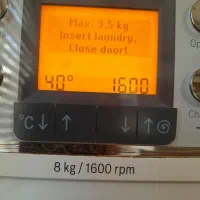 Max. 3,5 kg
Insert laundry,
Close door!
40° 1600
°C ↓ ↑ ↓ ↑
8 kg / 1600 rpm